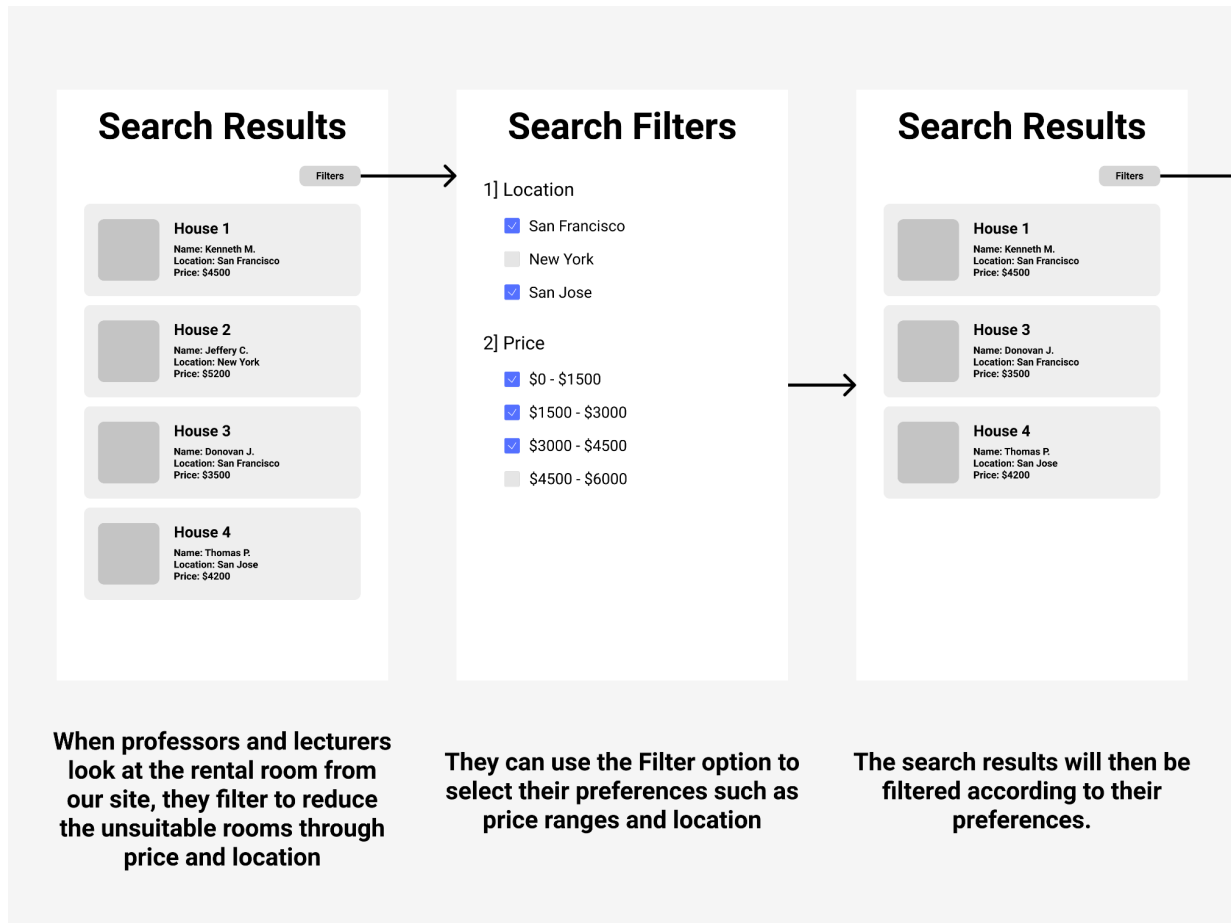 Search Results
Filters
House 1
Name: Kenneth M.
Location: San Francisco
Price: $4500
House 2
Name: Jeffery C.
Location: New York
Price: $5200
House 3
Name: Donovan J.
Location: San Francisco
Price: $3500
House 4
Name: Thomas P.
Location: San Jose
Price: $4200
When professors and lecturers
look at the rental room from
our site, they filter to reduce
the unsuitable rooms through
price and location
Search Filters
1] Location
San Francisco
New York
San Jose
2] Price
$0 - $1500
$1500 - $3000
$3000 - $4500
$4500 - $6000
They can use the Filter option to
select their preferences such as
price ranges and location
Search Results
Filters
House 1
Name: Kenneth M.
Location: San Francisco
Price: $4500
House 3
Name: Donovan J.
Location: San Francisco
Price: $3500
House 4
Name: Thomas P.
Location: San Jose
Price: $4200
The search results will then be
filtered according to their
preferences.